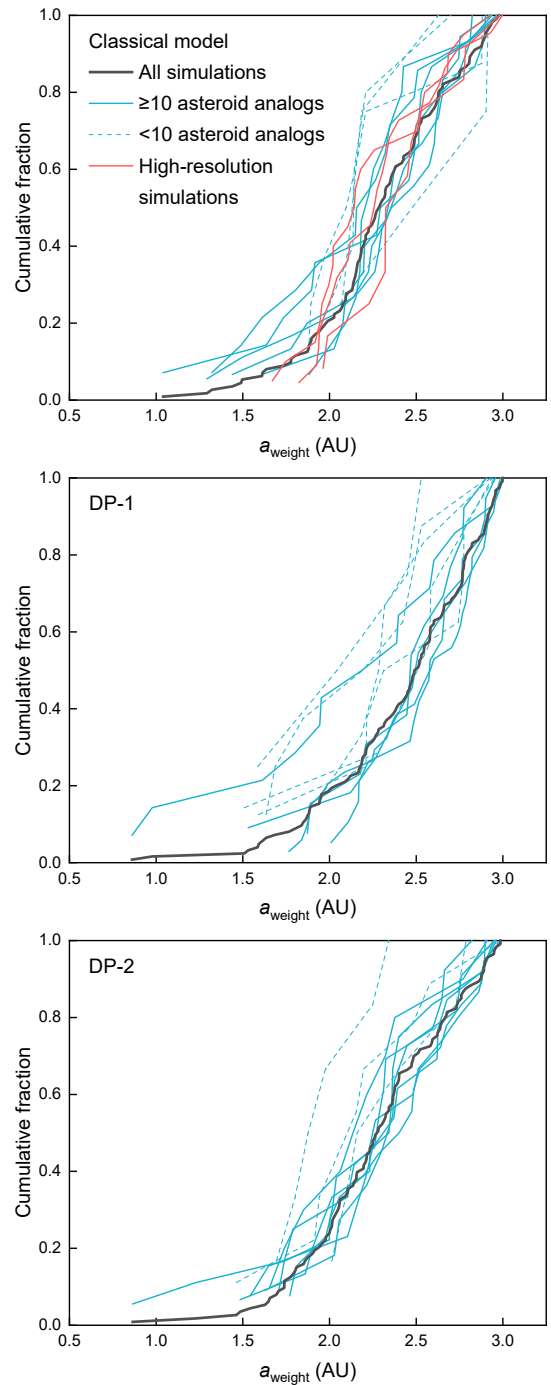 Classical model
All simulations
≥10 asteroid analogs
<10 asteroid analogs
High-resolution
simulations
Cumulative fraction
1.0
0.8
0.6
0.4
0.2
0.0
0.5 1.0 1.5 2.0 2.5 3.0
a_weight (AU)
DP-1
Cumulative fraction
1.0
0.8
0.6
0.4
0.2
0.0
0.5 1.0 1.5 2.0 2.5 3.0
a_weight (AU)
DP-2
Cumulative fraction
1.0
0.8
0.6
0.4
0.2
0.0
0.5 1.0 1.5 2.0 2.5 3.0
a_weight (AU)